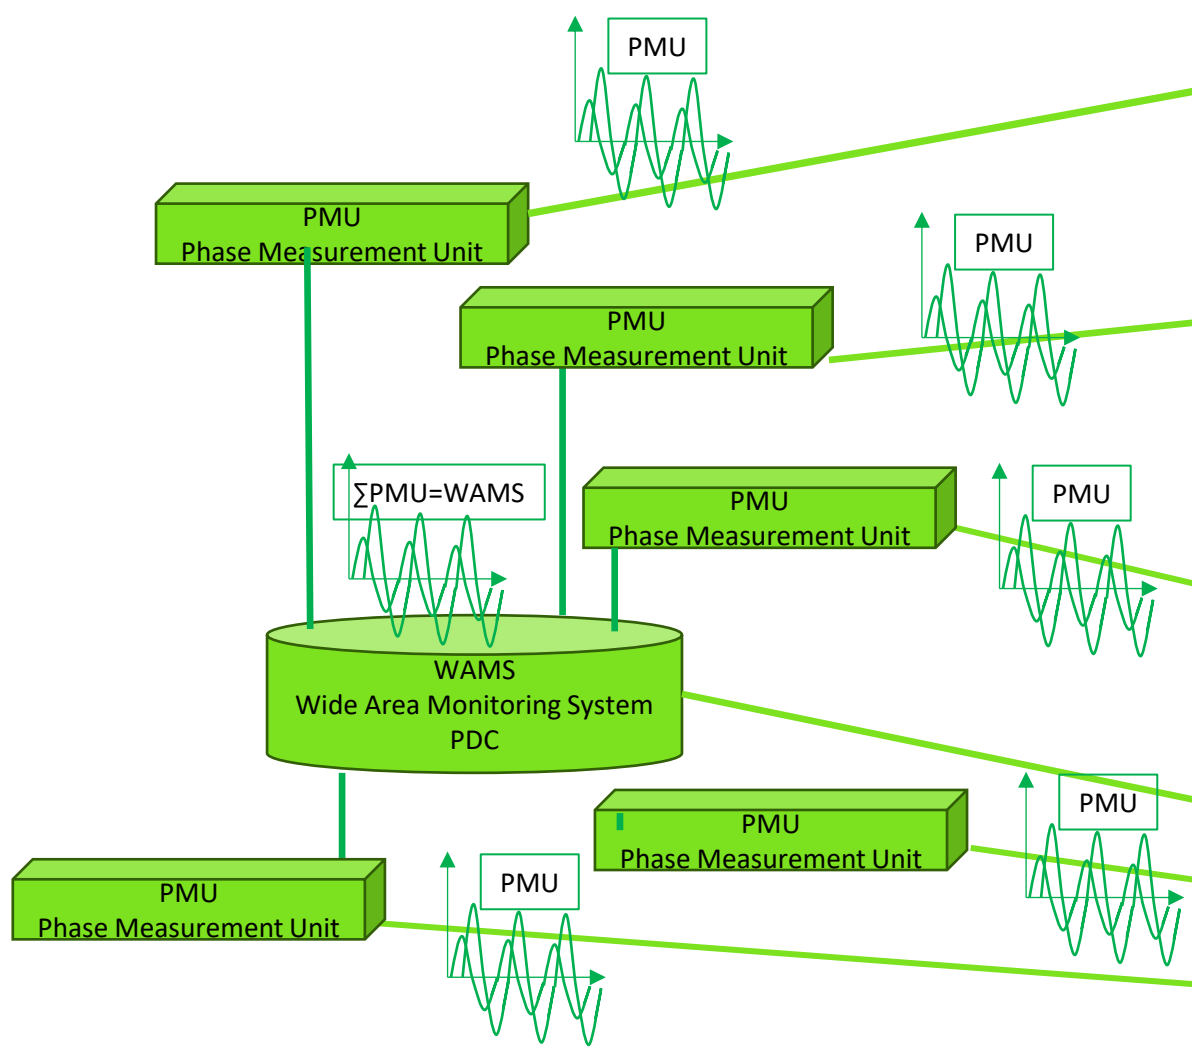 PMU
PMU
Phase Measurement Unit
PMU
PMU
Phase Measurement Unit
∑PMU=WAMS
PMU
Phase Measurement Unit
PMU
WAMS
Wide Area Monitoring System
PDC
PMU
Phase Measurement Unit
PMU
PMU
Phase Measurement Unit
PMU